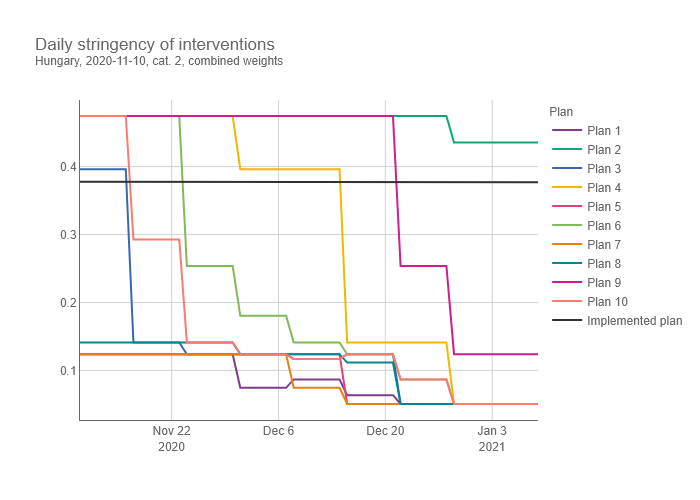 Daily stringency of interventions
Hungary, 2020-11-10, cat. 2, combined weights
Plan
Plan 1
Plan 2
Plan 3
Plan 4
Plan 5
Plan 6
Plan 7
Plan 8
Plan 9
Plan 10
Implemented plan
0.4
0.3
0.2
0.1
Nov 22
2020
Dec 6
Dec 20
Jan 3
2021